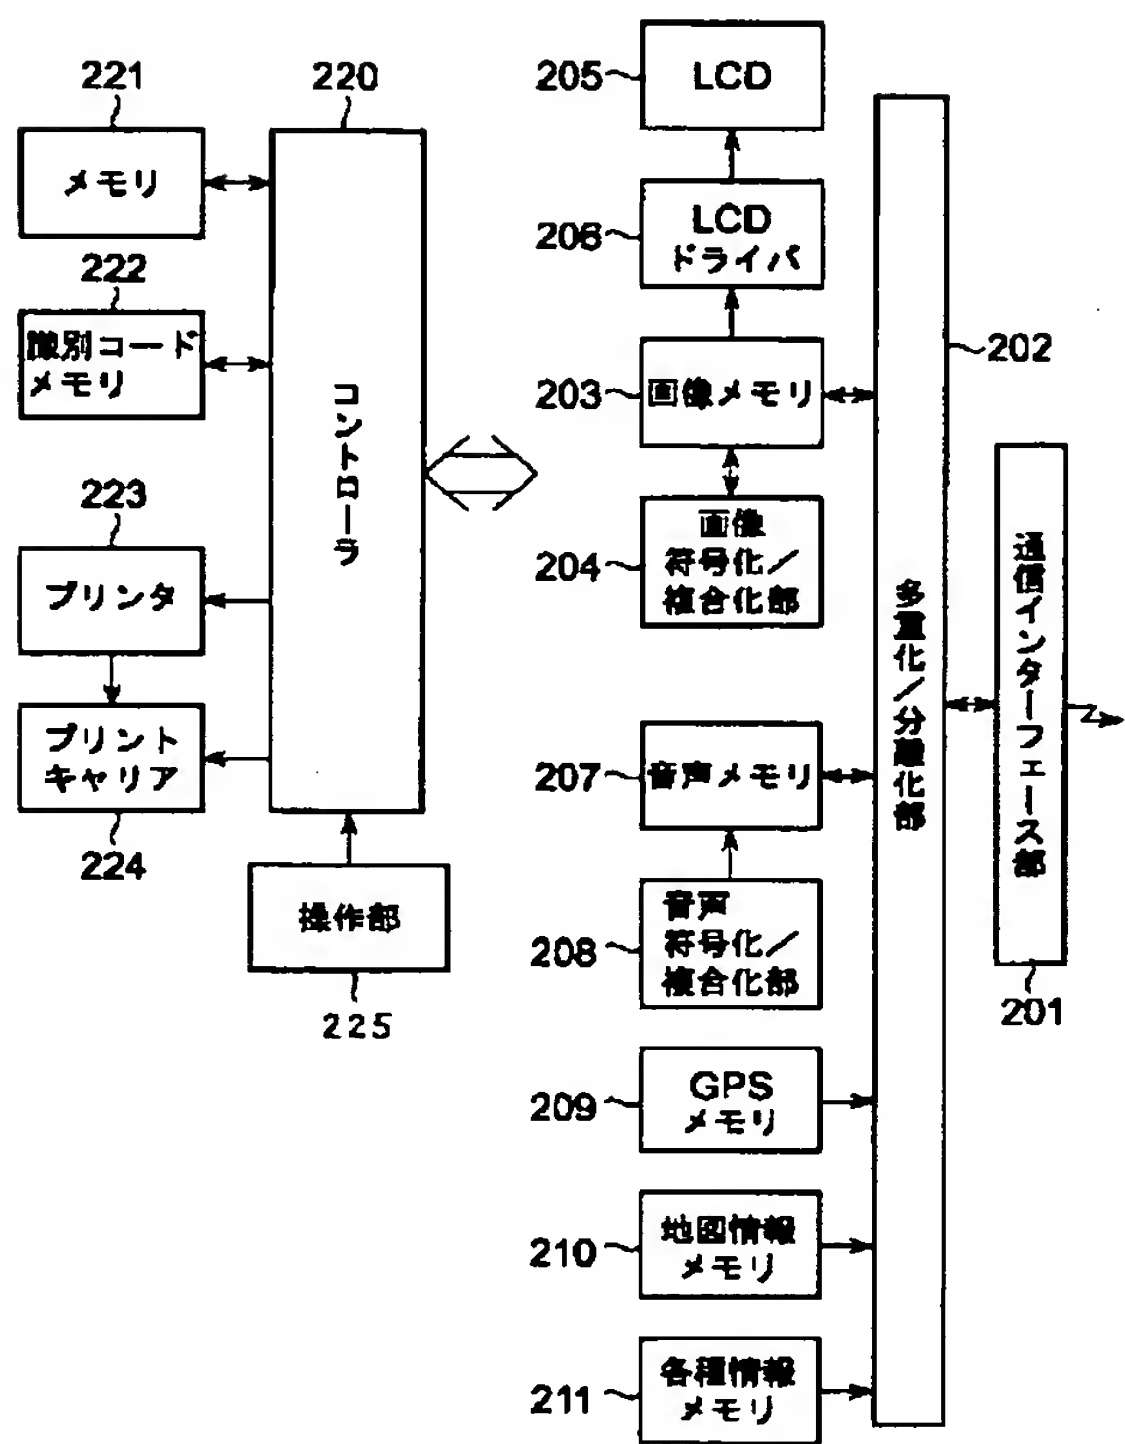 221
メモリ
222
識別コード
メモリ
223
プリンタ
プリント
キャリア
224
220
コントローラ
操作部
225
205
LCD
206
LCD
ドライバ
203
画像メモリ
204
画像
符号化／
複合化部
207
音声メモリ
208
音声
符号化／
複合化部
209
GPS
メモリ
210
地図情報
メモリ
211
各種情報
メモリ
202
多重化／分離化部
通信インターフェース部
201